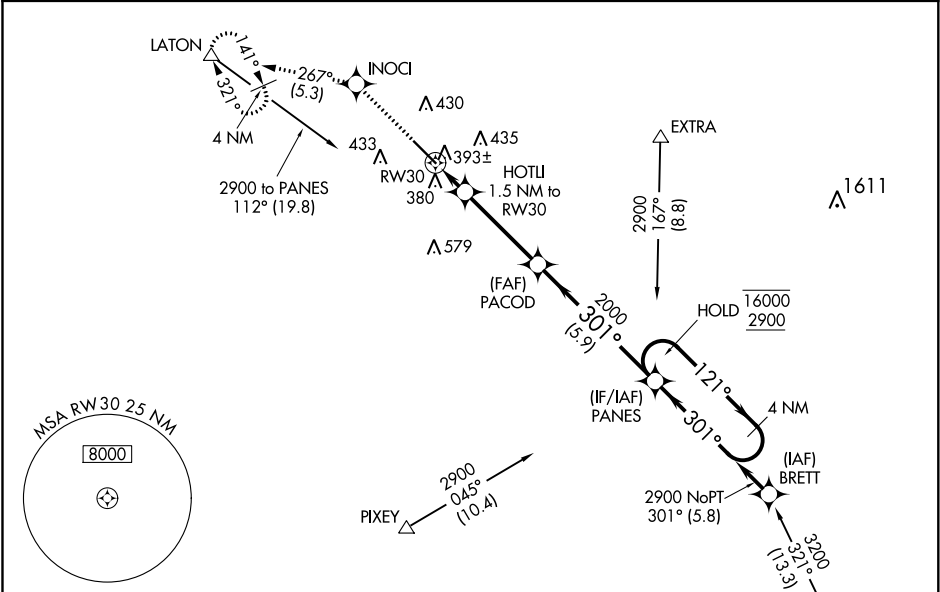 LATON
141°
321°
267°
(5.3)
INOCI
4 NM
2900 to PANES
112° (19.8)
430
435
433
393±
RW30
380
HOTLI
1.5 NM to
RW30
579
EXTRA
2900
167°
(8.8)
1611
(FAF)
PACOD
2000
301°
(5.9)
HOLD
16000
2900
121°
(IF/IAF)
PANES
301°
4 NM
(IAF)
BRETT
2900 NoPT
301° (5.8)
3200
321°
(13.3)
PIXEY
2900
045°
(10.4)
MSA RW30 25 NM
8000